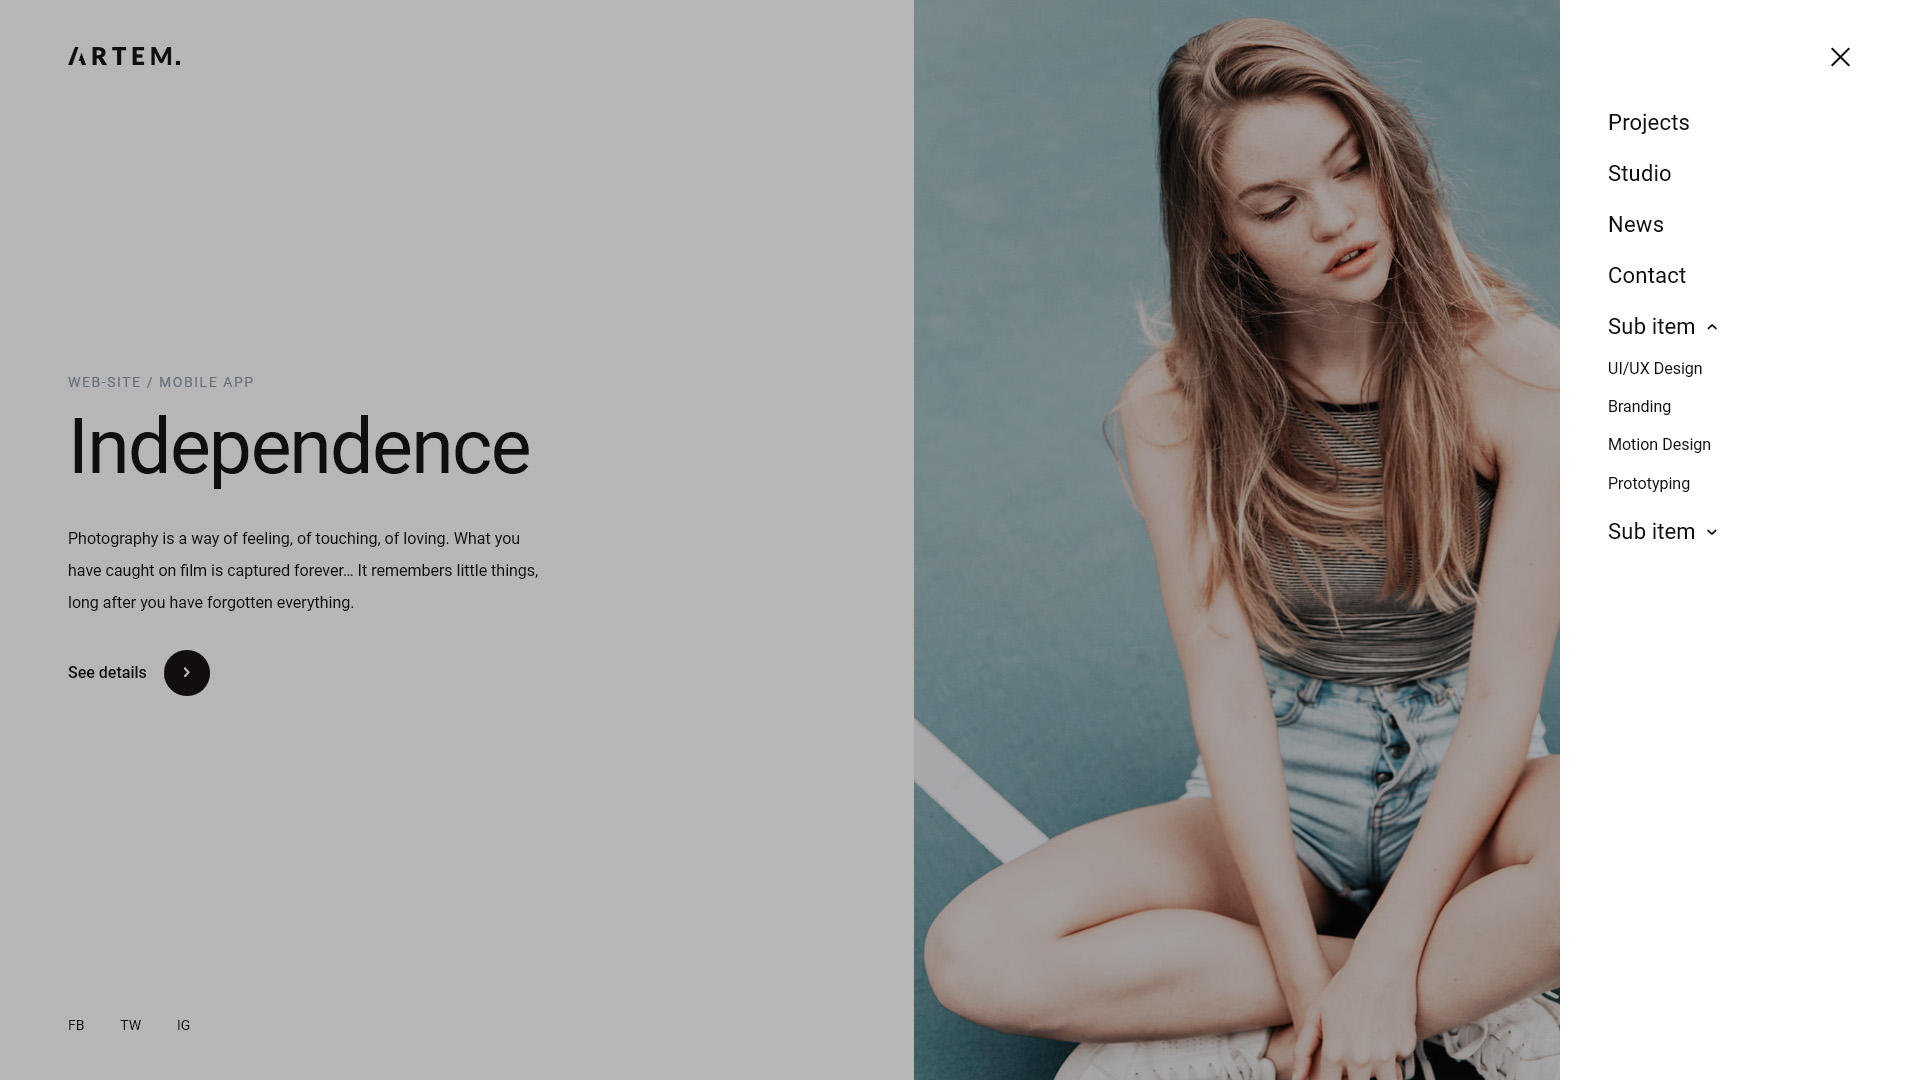 ARTEM.
WEB-SITE / MOBILE APP
Independence
Photography is a way of feeling, of touching, of loving. What you
have caught on film is captured forever… It remembers little things,
long after you have forgotten everything.
See details
FB
TW
IG
Projects
Studio
News
Contact
Sub item
UI/UX Design
Branding
Motion Design
Prototyping
Sub item